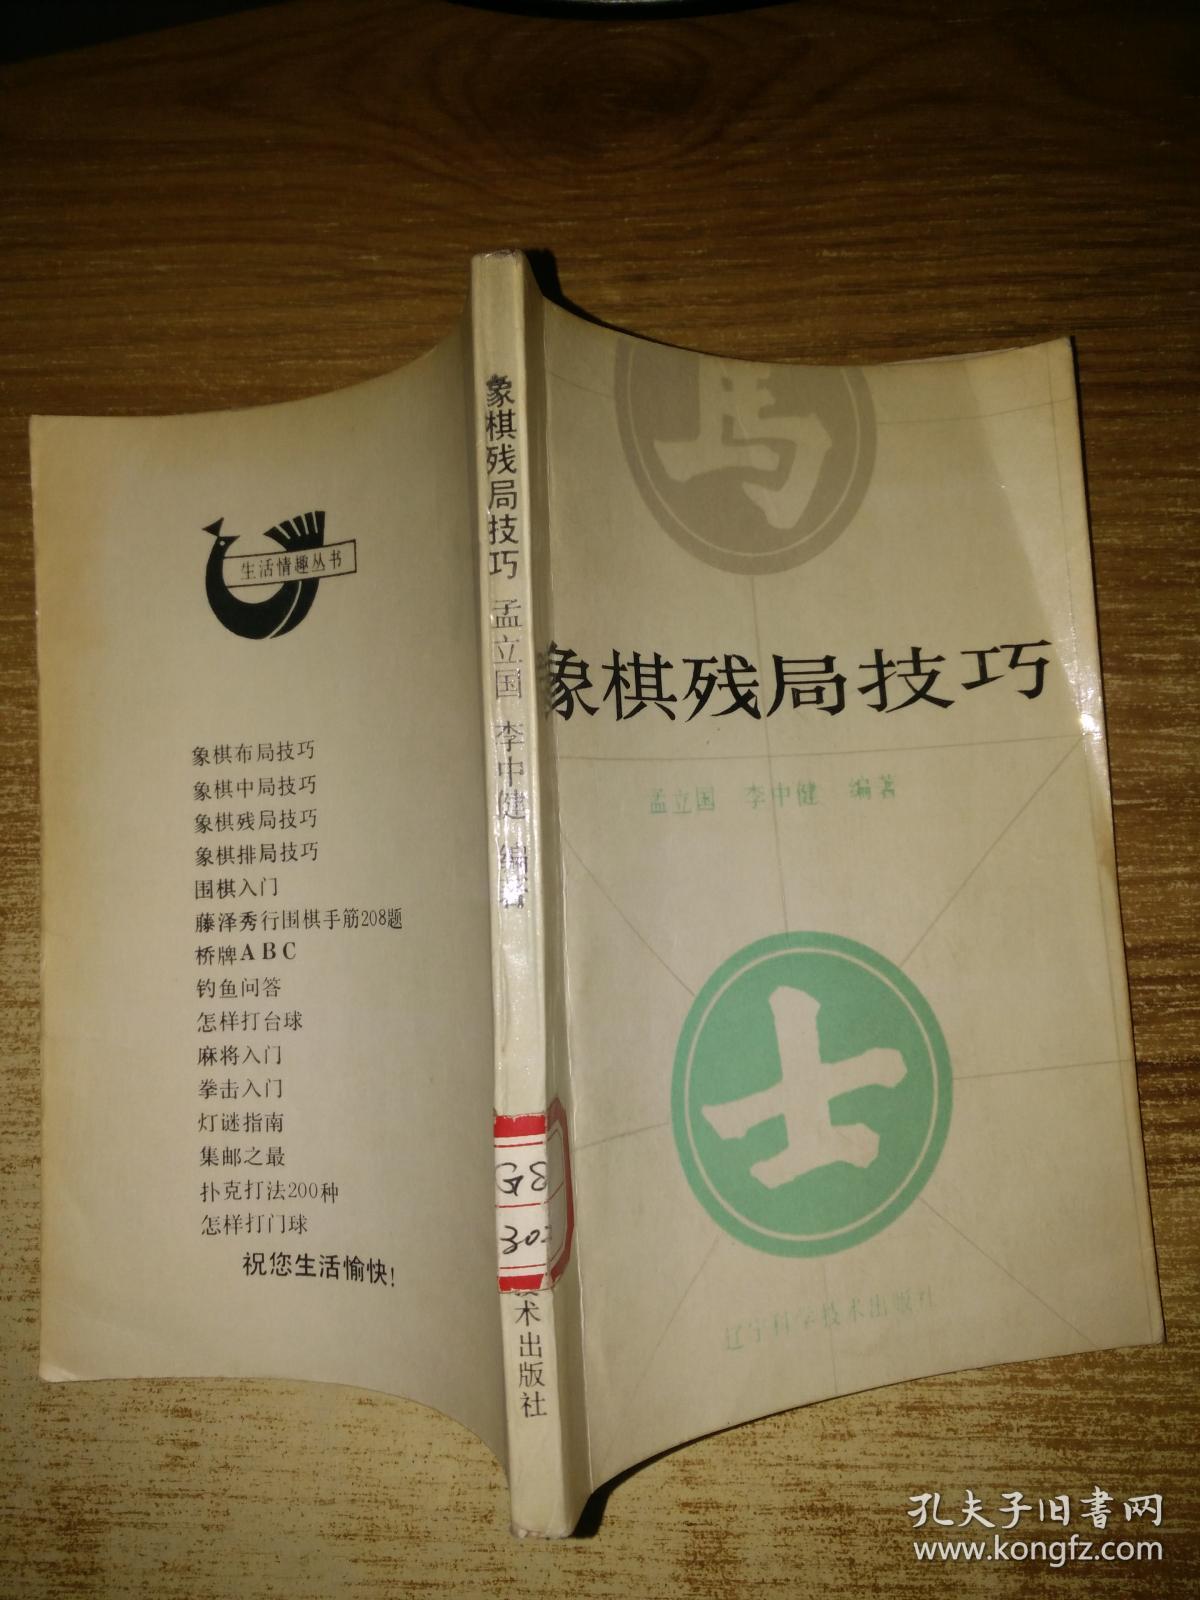 生活情趣丛书
象棋布局技巧
象棋中局技巧
象棋残局技巧
象棋排局技巧
围棋入门
藤泽秀行围棋手筋208题
桥牌ABC
钓鱼问答
怎样打台球
麻将入门
拳击入门
灯谜指南
集邮之最
扑克打法200种
怎样打门球
祝您生活愉快!
象棋残局技巧 孟立国 李中健 编著
G8
技术出版社
马
象棋残局技巧
孟立国 李中健 编著
士
辽宁科学技术出版社
孔夫子旧书网
www.kongfz.com